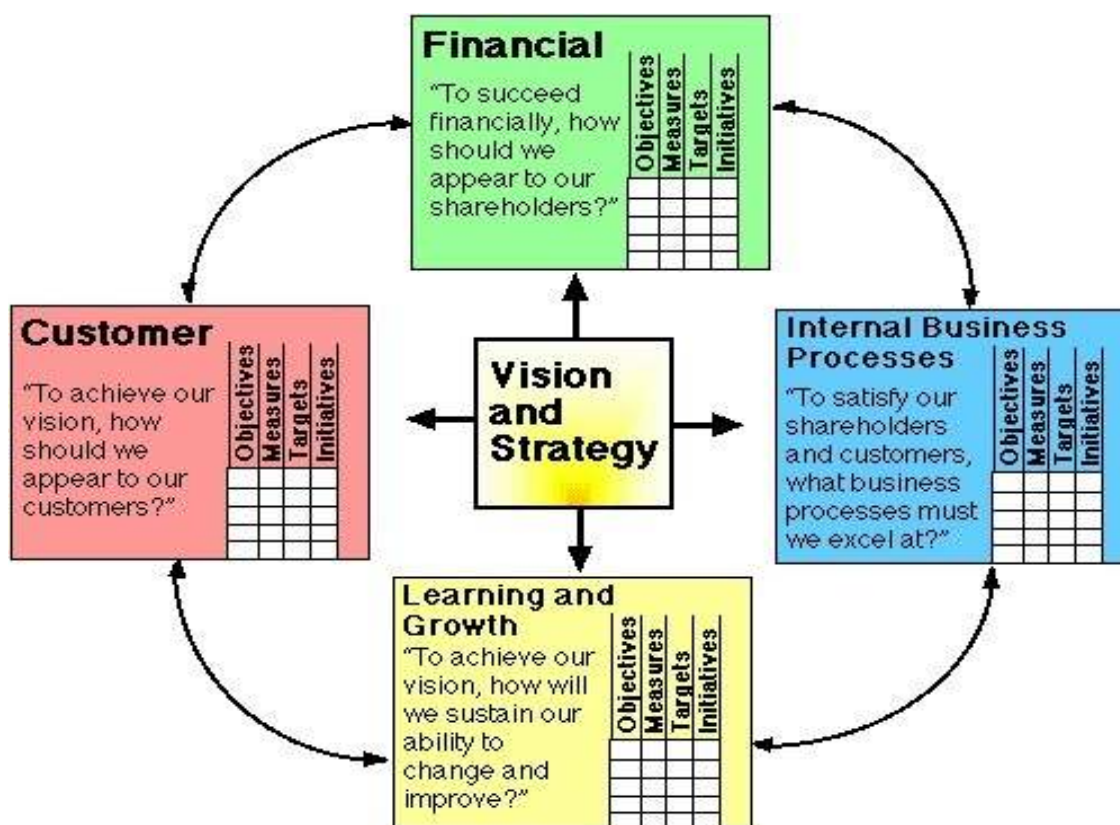 Financial
“To succeed
financially, how
should we
appear to our
shareholders?”
Objectives
Measures
Targets
Initiatives
Customer
“To achieve our
vision, how
should we
appear to our
customers?”
Objectives
Measures
Targets
Initiatives
Vision
and
Strategy
Internal Business
Processes
“To satisfy our
shareholders
and customers,
what business
processes must
we excel at?”
Objectives
Measures
Targets
Initiatives
Learning and
Growth
“To achieve our
vision, how will
we sustain our
ability to
change and
improve?”
Objectives
Measures
Targets
Initiatives